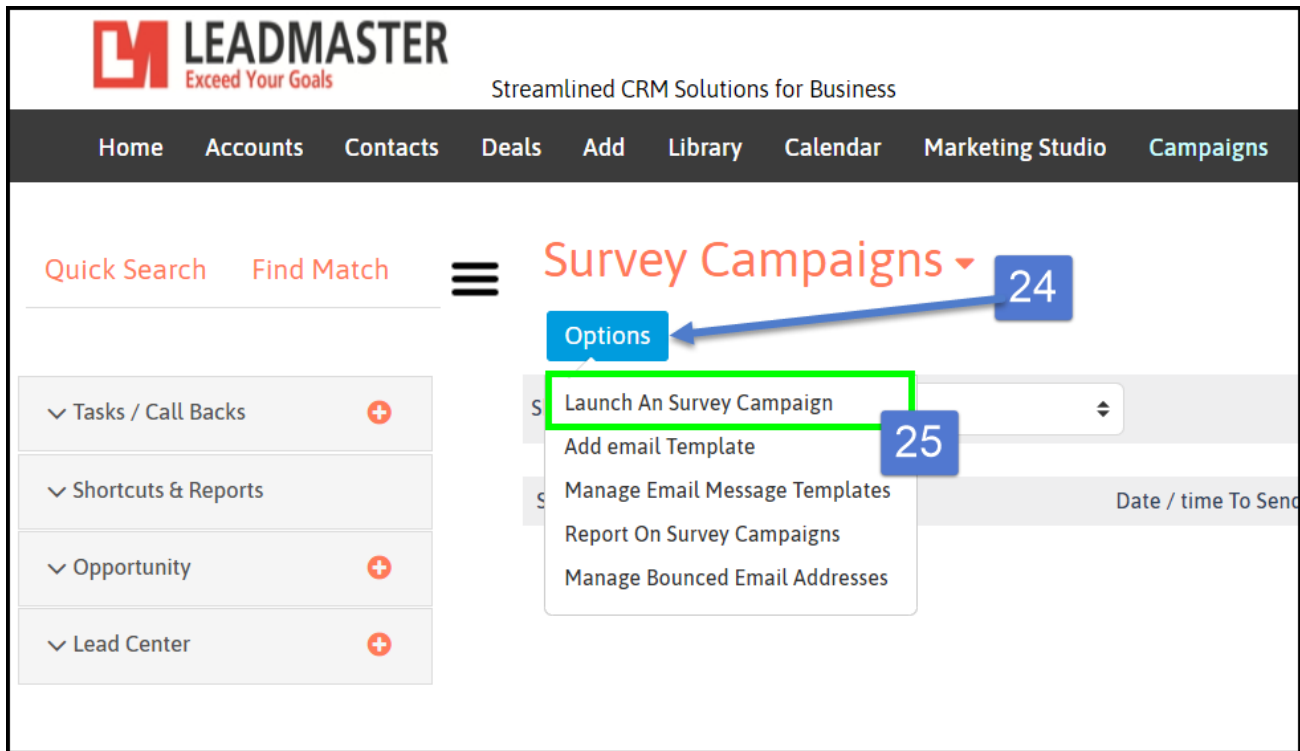 LEADMASTER
Exceed Your Goals
Streamlined CRM Solutions for Business
Home Accounts Contacts Deals Add Library Calendar Marketing Studio Campaigns
Quick Search Find Match
Survey Campaigns
24
Options
Tasks / Call Backs
Shortcuts & Reports
Opportunity
Lead Center
S
Launch An Survey Campaign
25
Add email Template
Manage Email Message Templates
S
Date / time To Send
Report On Survey Campaigns
Manage Bounced Email Addresses